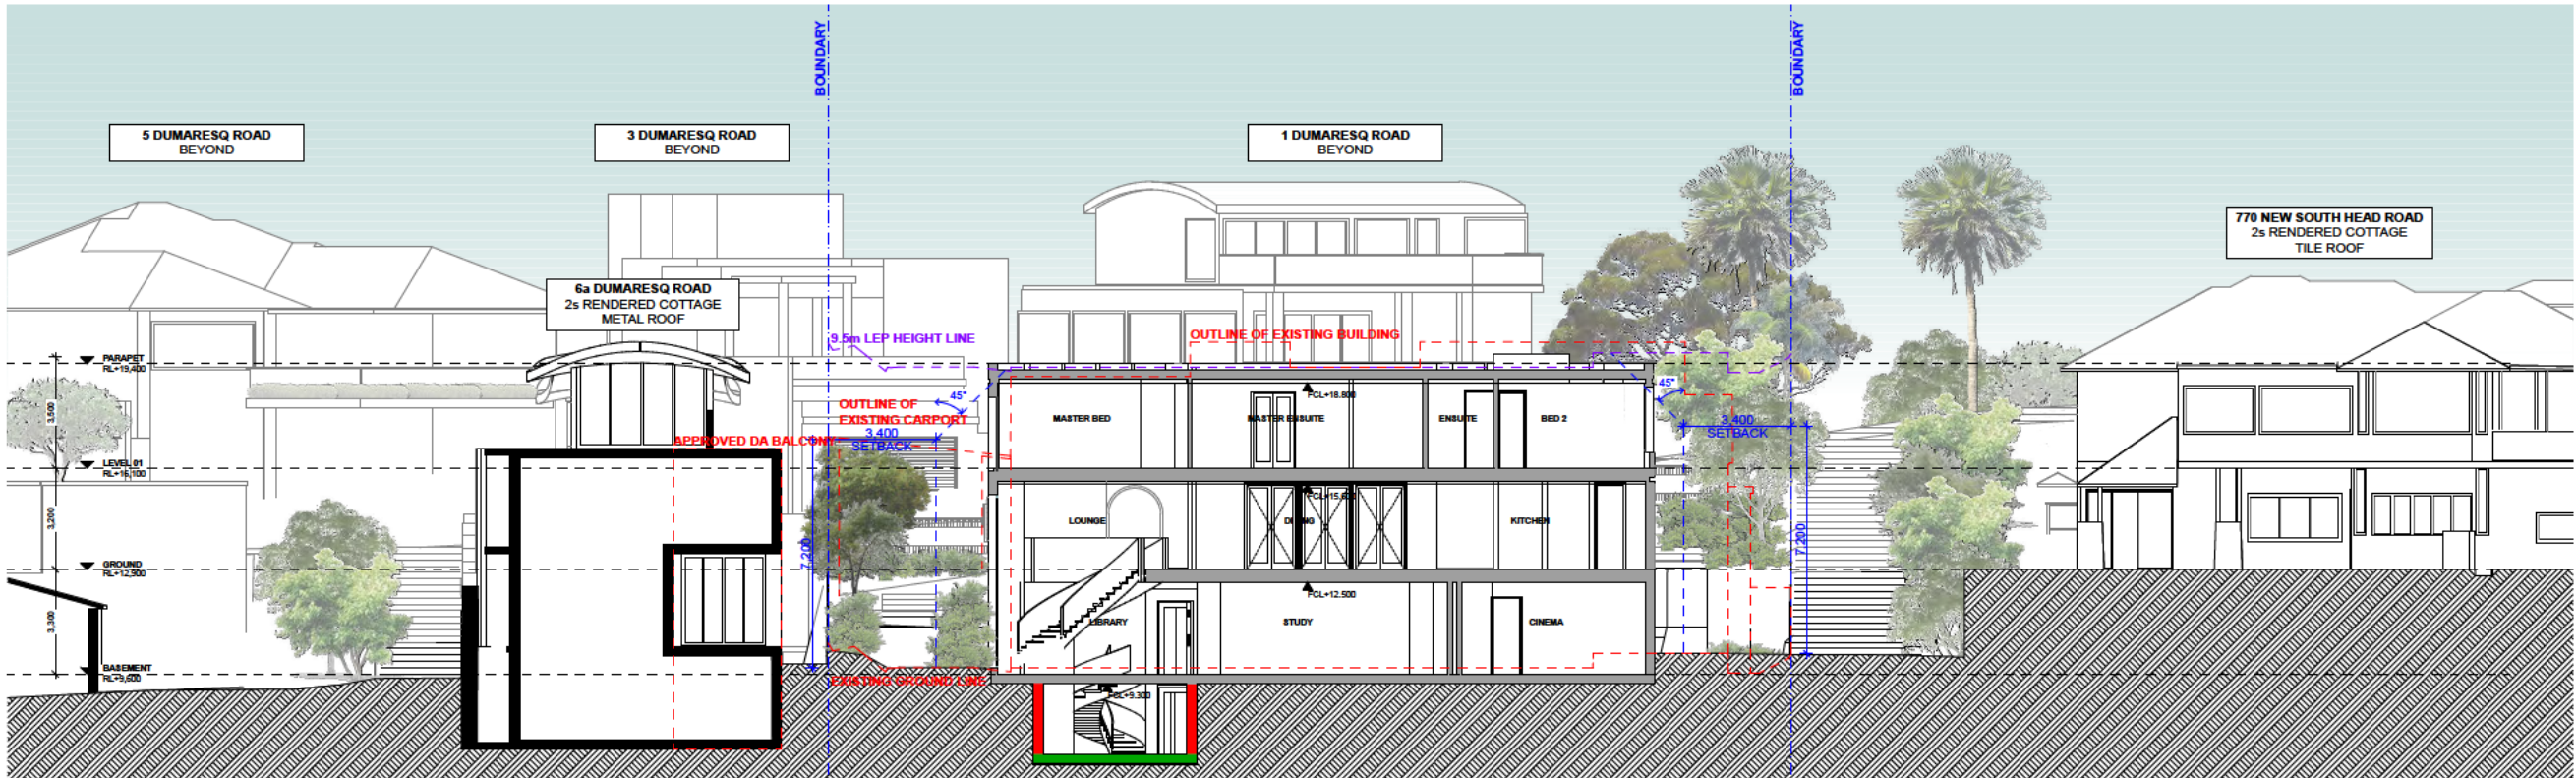 BOUNDARY
BOUNDARY
5 DUMARESQ ROAD
BEYOND
3 DUMARESQ ROAD
BEYOND
1 DUMARESQ ROAD
BEYOND
770 NEW SOUTH HEAD ROAD
2s RENDERED COTTAGE
TILE ROOF
6a DUMARESQ ROAD
2s RENDERED COTTAGE
METAL ROOF
9.5m LEP HEIGHT LINE
OUTLINE OF EXISTING BUILDING
PARAPET
RL+19,400
3,500
OUTLINE OF
EXISTING CARPORT
45°
45°
FCL+18.800
MASTER BED
MASTER ENSUITE
ENSUITE
BED 2
APPROVED DA BALCONY
3,400
SETBACK
3,400
SETBACK
LEVEL 01
RL+16,100
3,200
7,200
7,200
FCL+15.600
LOUNGE
DINING
KITCHEN
GROUND
RL+12,900
3,300
FCL+12.500
LIBRARY
STUDY
CINEMA
BASEMENT
RL+9,600
EXISTING GROUND LINE
FCL+9.300